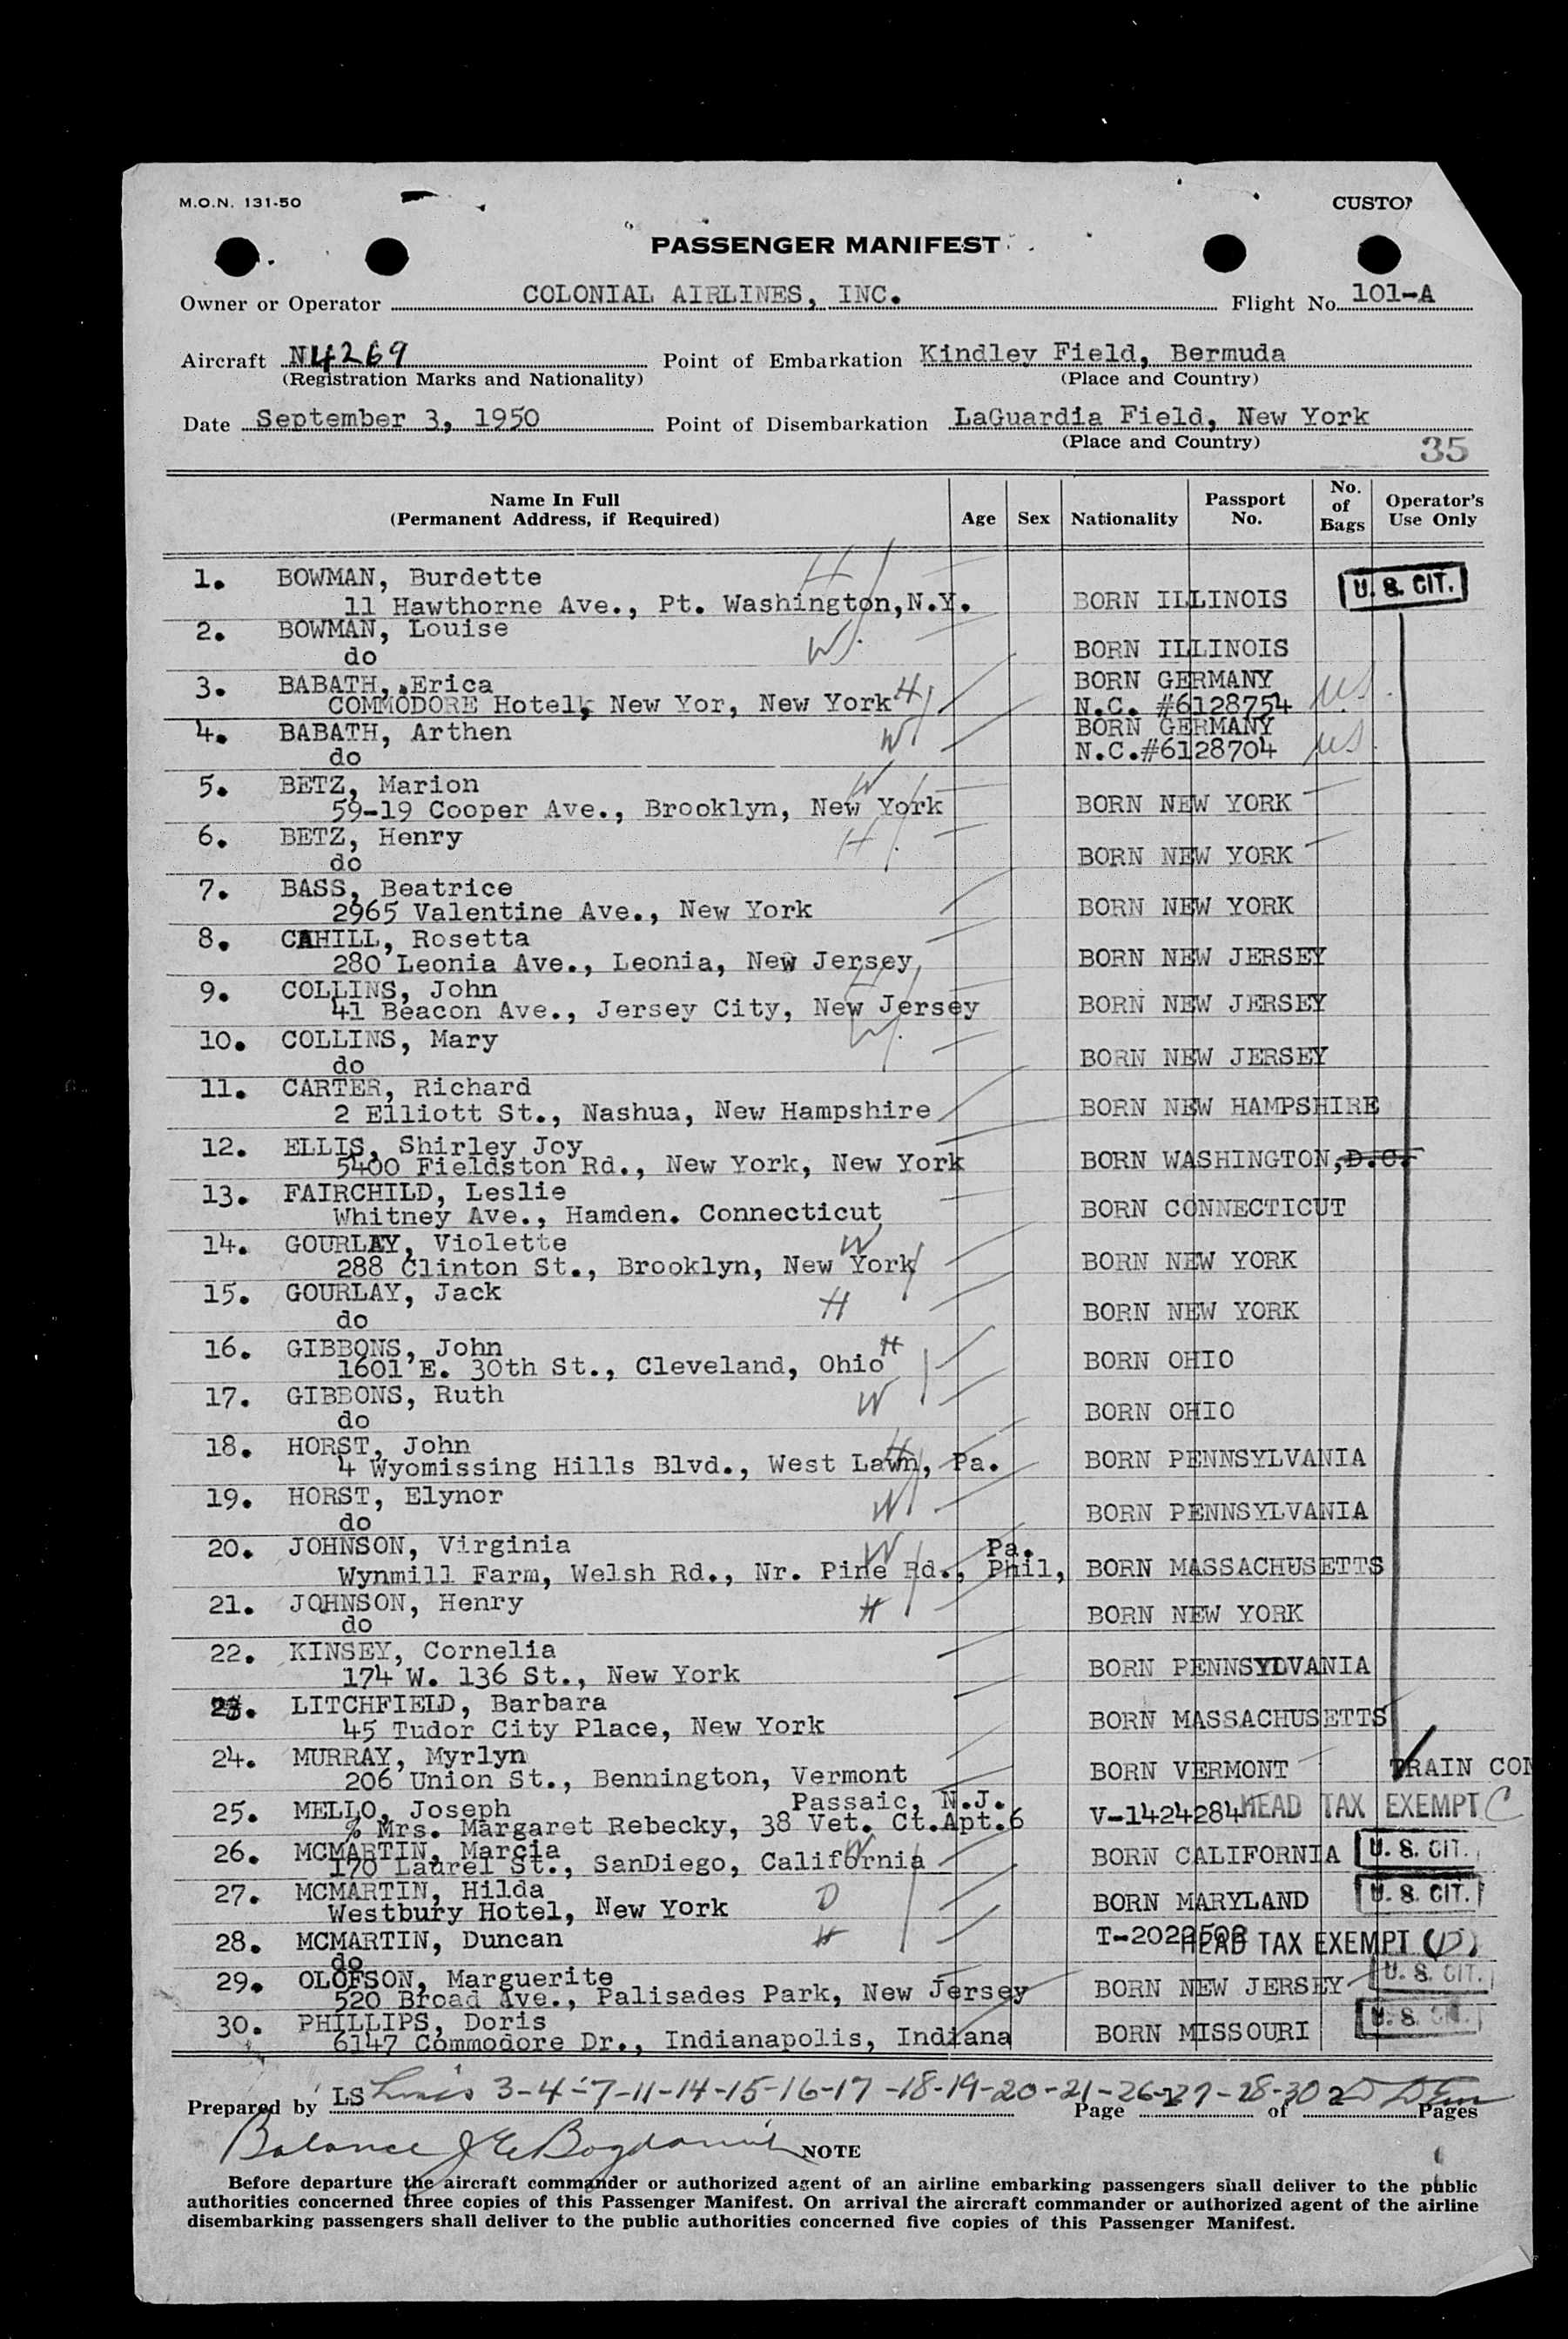 M.O.N. 131-50
CUSTOM
PASSENGER MANIFEST
Owner or Operator COLONIAL AIRLINES, INC. Flight No. 101-A
Aircraft N4269 Point of Embarkation Kindley Field, Bermuda
(Registration Marks and Nationality) (Place and Country)
Date September 3, 1950 Point of Disembarkation LaGuardia Field, New York
(Place and Country)
35
Name In Full
(Permanent Address, if Required) Age Sex Nationality Passport No. No. of Bags Operator's Use Only
1. BOWMAN, Burdette H U. S. CIT.
11 Hawthorne Ave., Pt. Washington,N.Y. BORN ILLINOIS
2. BOWMAN, Louise W
do BORN ILLINOIS
3. BABATH, Erica H BORN GERMANY
COMMODORE Hotel, New Yor, New York N.C. #6128754 US
4. BABATH, Arthen W BORN GERMANY
do N.C.#6128704 US
5. BETZ, Marion W
59-19 Cooper Ave., Brooklyn, New York BORN NEW YORK
6. BETZ, Henry H
do BORN NEW YORK
7. BASS, Beatrice
2965 Valentine Ave., New York BORN NEW YORK
8. CAHILL, Rosetta
280 Leonia Ave., Leonia, New Jersey BORN NEW JERSEY
9. COLLINS, John H
41 Beacon Ave., Jersey City, New Jersey BORN NEW JERSEY
10. COLLINS, Mary W
do BORN NEW JERSEY
11. CARTER, Richard
2 Elliott St., Nashua, New Hampshire BORN NEW HAMPSHIRE
12. ELLIS, Shirley Joy
5400 Fieldston Rd., New York, New York BORN WASHINGTON,D.C.
13. FAIRCHILD, Leslie
Whitney Ave., Hamden. Connecticut BORN CONNECTICUT
14. GOURLAY, Violette W
288 Clinton St., Brooklyn, New York BORN NEW YORK
15. GOURLAY, Jack H
do BORN NEW YORK
16. GIBBONS, John H
1601 E. 30th St., Cleveland, Ohio BORN OHIO
17. GIBBONS, Ruth W
do BORN OHIO
18. HORST, John H
4 Wyomissing Hills Blvd., West Lawn, Pa. BORN PENNSYLVANIA
19. HORST, Elynor W
do BORN PENNSYLVANIA
20. JOHNSON, Virginia W Pa.
Wynmill Farm, Welsh Rd., Nr. Pine Rd., Phil, BORN MASSACHUSETTS
21. JOHNSON, Henry H
do BORN NEW YORK
22. KINSEY, Cornelia
174 W. 136 St., New York BORN PENNSYLVANIA
23. LITCHFIELD, Barbara
45 Tudor City Place, New York BORN MASSACHUSETTS
24. MURRAY, Myrlyn
206 Union St., Bennington, Vermont BORN VERMONT TRAIN CON
25. MELLO, Joseph Passaic, N.J. V-1424284 HEAD TAX EXEMPT C
% Mrs. Margaret Rebecky, 38 Vet. Ct.Apt.6
26. MCMARTIN, Marcia W
170 Laurel St., SanDiego, California BORN CALIFORNIA U. S. CIT.
27. MCMARTIN, Hilda D
Westbury Hotel, New York BORN MARYLAND U. S. CIT.
28. MCMARTIN, Duncan H HEAD TAX EXEMPT (D)
do
29. OLOFSON, Marguerite
520 Broad Ave., Palisades Park, New Jersey BORN NEW JERSEY U. S. CIT.
30. PHILLIPS, Doris
6147 Commodore Dr., Indianapolis, Indiana BORN MISSOURI U. S. CIT.
Prepared by LS 3-4-7-11-14-15-16-17-18-19-20-21-26-27-28-30
Page of 2 Pages
Balance
NOTE
Before departure the aircraft commander or authorized agent of an airline embarking passengers shall deliver to the public
authorities concerned three copies of this Passenger Manifest. On arrival the aircraft commander or authorized agent of the airline
disembarking passengers shall deliver to the public authorities concerned five copies of this Passenger Manifest.